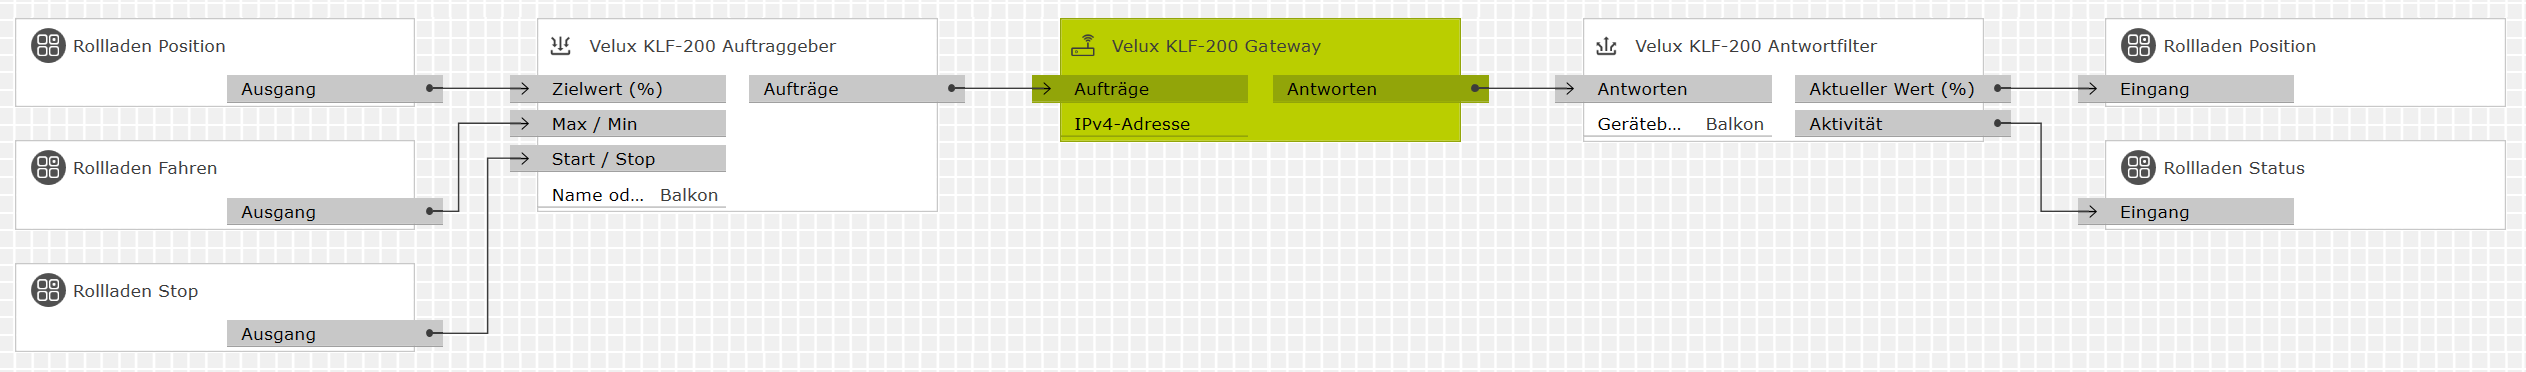 Rollladen Position
Ausgang
Rollladen Fahren
Ausgang
Rollladen Stop
Ausgang
Velux KLF-200 Auftraggeber
Zielwert (%)
Aufträge
Max / Min
Start / Stop
Name od... Balkon
Velux KLF-200 Gateway
Aufträge
Antworten
IPv4-Adresse
Velux KLF-200 Antwortfilter
Antworten
Aktueller Wert (%)
Geräteb... Balkon
Aktivität
Rollladen Position
Eingang
Rollladen Status
Eingang